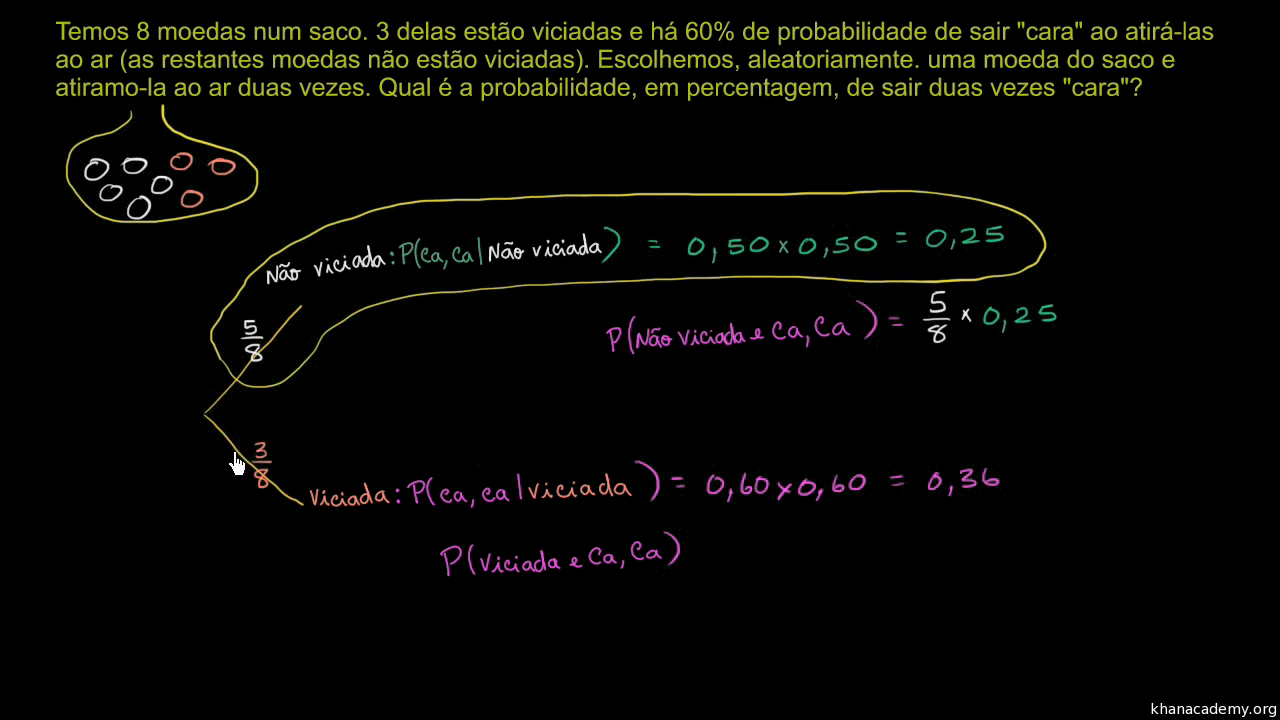 Temos 8 moedas num saco. 3 delas estão viciadas e há 60% de probabilidade de sair "cara" ao atirá-las
ao ar (as restantes moedas não estão viciadas). Escolhemos, aleatoriamente. uma moeda do saco e
atiramo-la ao ar duas vezes. Qual é a probabilidade, em percentagem, de sair duas vezes "cara"?
Não viciada: P(Ca, Ca | Não viciada) = 0,50 x 0,50 = 0,25
5/8
P(Não viciada e Ca, Ca) = 5/8 x 0,25
3/8
Viciada: P(Ca, Ca | viciada) = 0,60 x 0,60 = 0,36
P(Viciada e Ca, Ca)
khanacademy.org